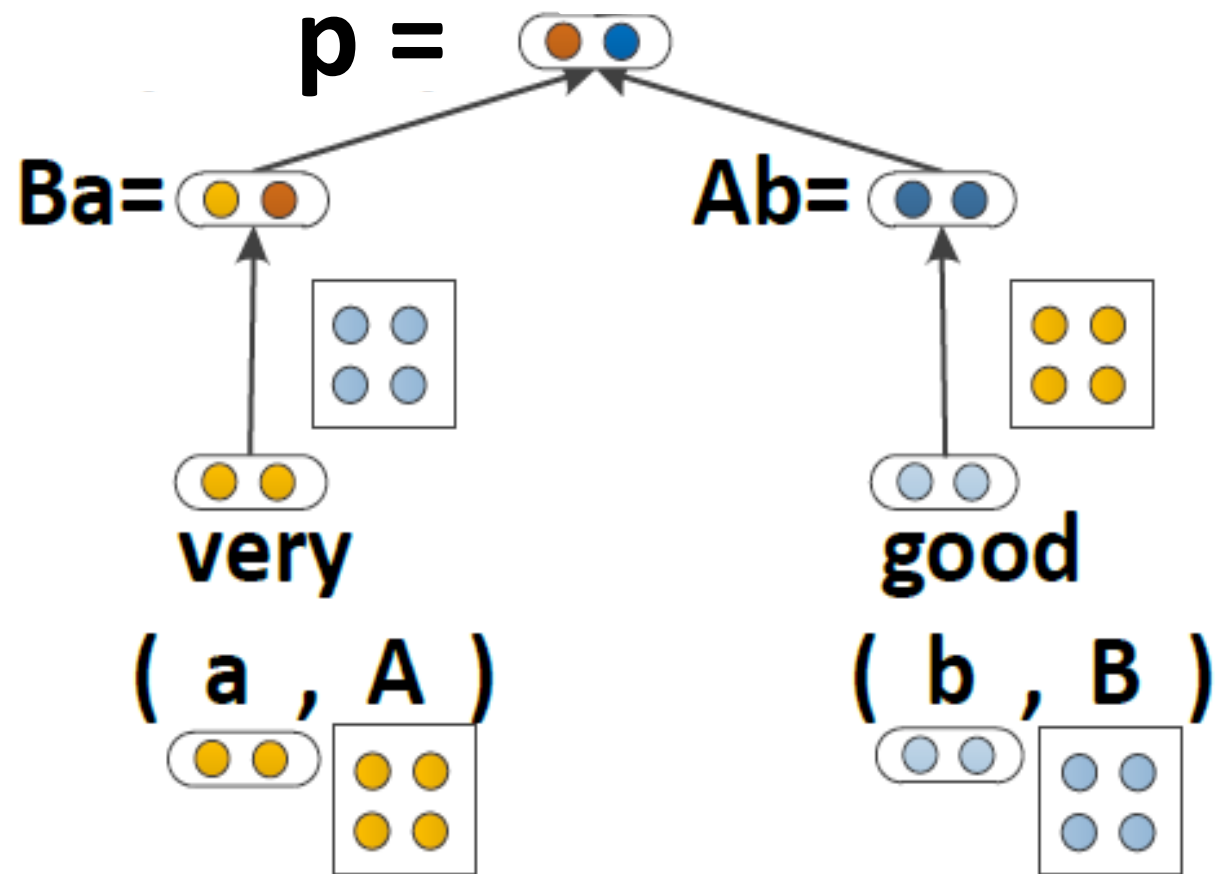 p =
Ba= Ab=
very good
( a , A ) ( b , B )